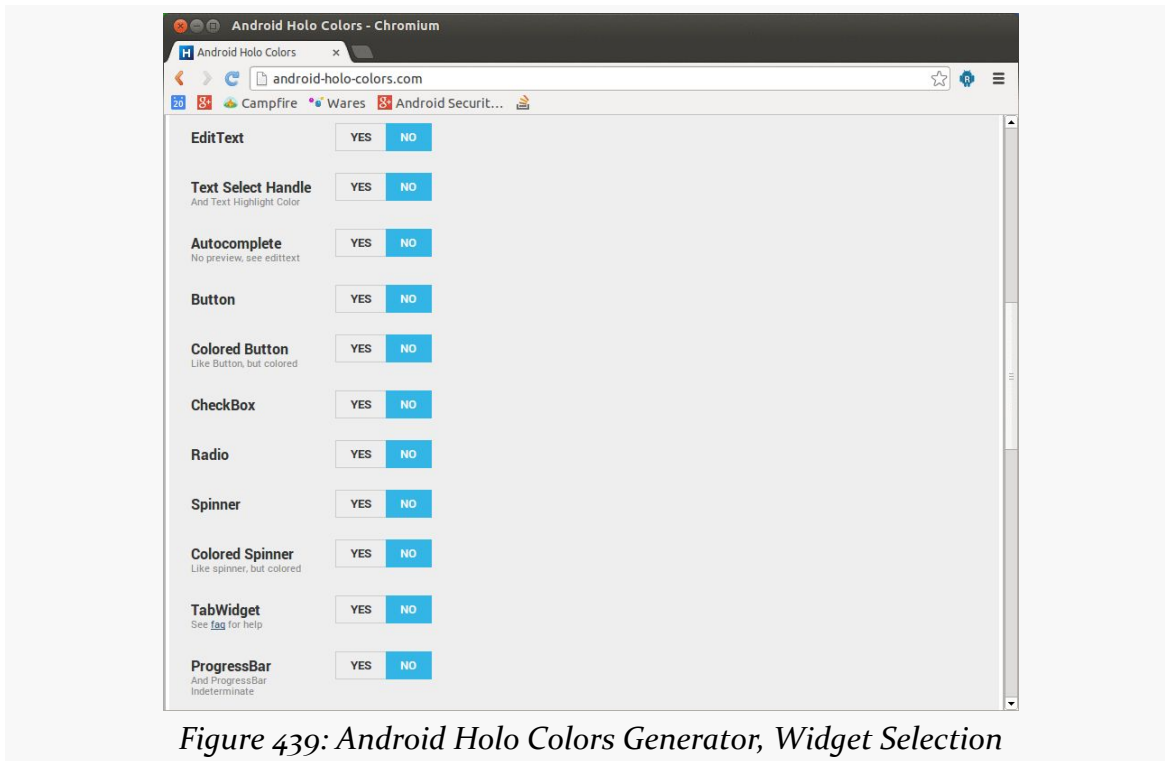 Android Holo Colors - Chromium
H Android Holo Colors ×
android-holo-colors.com
20 8+ Campfire Wares 8+ Android Securit...
EditText YES NO
Text Select Handle YES NO
And Text Highlight Color
Autocomplete YES NO
No preview, see edittext
Button YES NO
Colored Button YES NO
Like Button, but colored
CheckBox YES NO
Radio YES NO
Spinner YES NO
Colored Spinner YES NO
Like spinner, but colored
TabWidget YES NO
See faq for help
ProgressBar YES NO
And ProgressBar
Indeterminate
Figure 439: Android Holo Colors Generator, Widget Selection